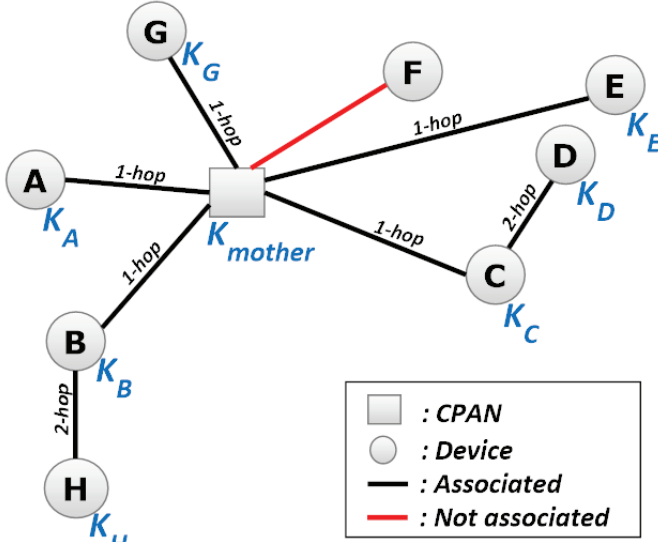 G
K_G
F
E
K_E
1-hop
1-hop
D
K_D
A
K_A
1-hop
K_mother
2-hop
1-hop
C
K_C
1-hop
B
K_B
2-hop
H
K_H
: CPAN
: Device
: Associated
: Not associated